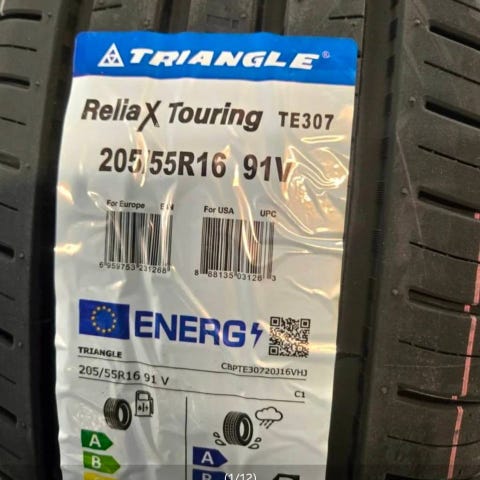 TRIANGLE®
ReliaX Touring TE307
205/55R16 91V
For Europe EAN For USA UPC
6 959753 231268 8 88135 03126 3
ENERG
TRIANGLE CBPTE30720J16VHJ
205/55R16 91 V C1
A
B
A
B
(1/12)